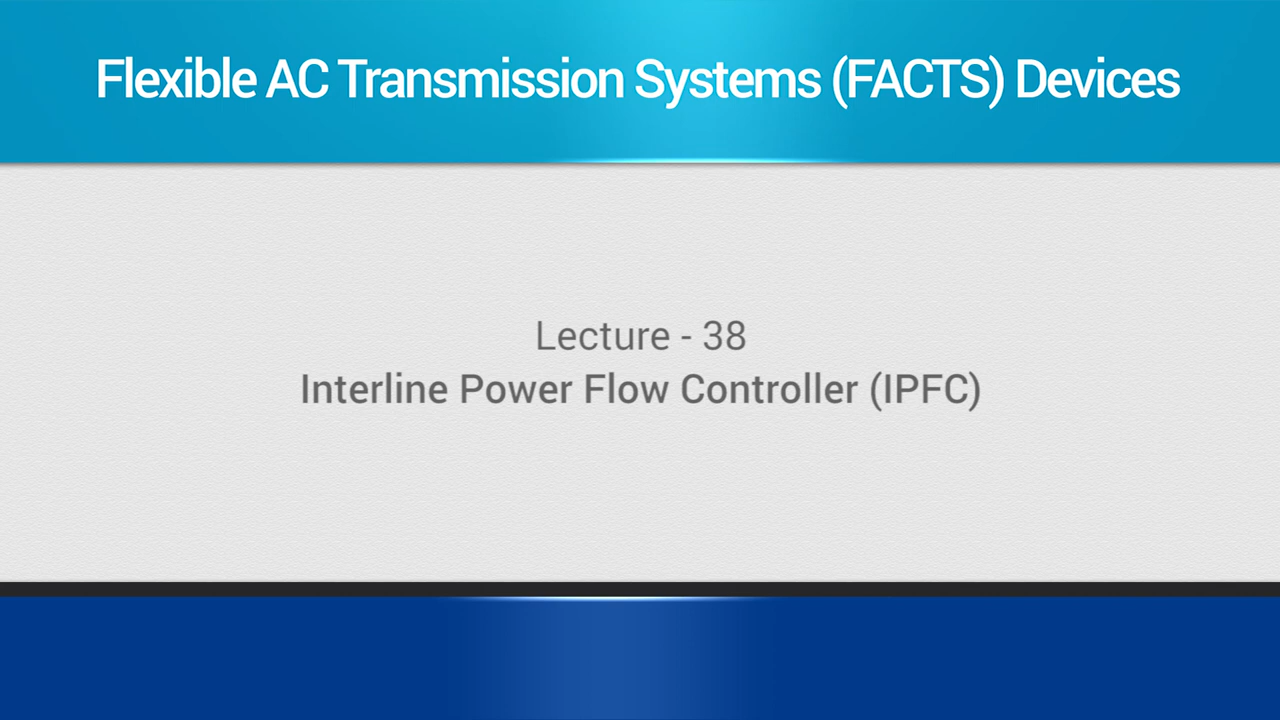 Flexible AC Transmission Systems (FACTS) Devices
Lecture - 38
Interline Power Flow Controller (IPFC)